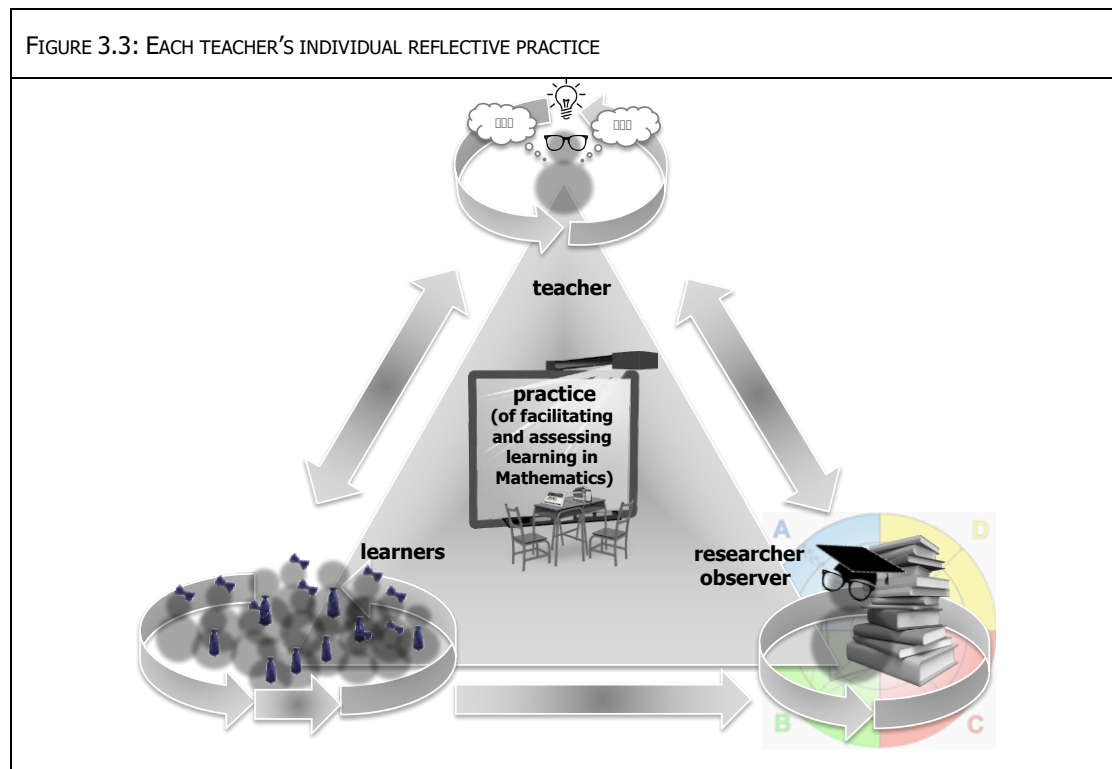 FIGURE 3.3: EACH TEACHER'S INDIVIDUAL REFLECTIVE PRACTICE
teacher
practice
(of facilitating
and assessing
learning in
Mathematics)
learners
researcher
observer
A
D
B
C